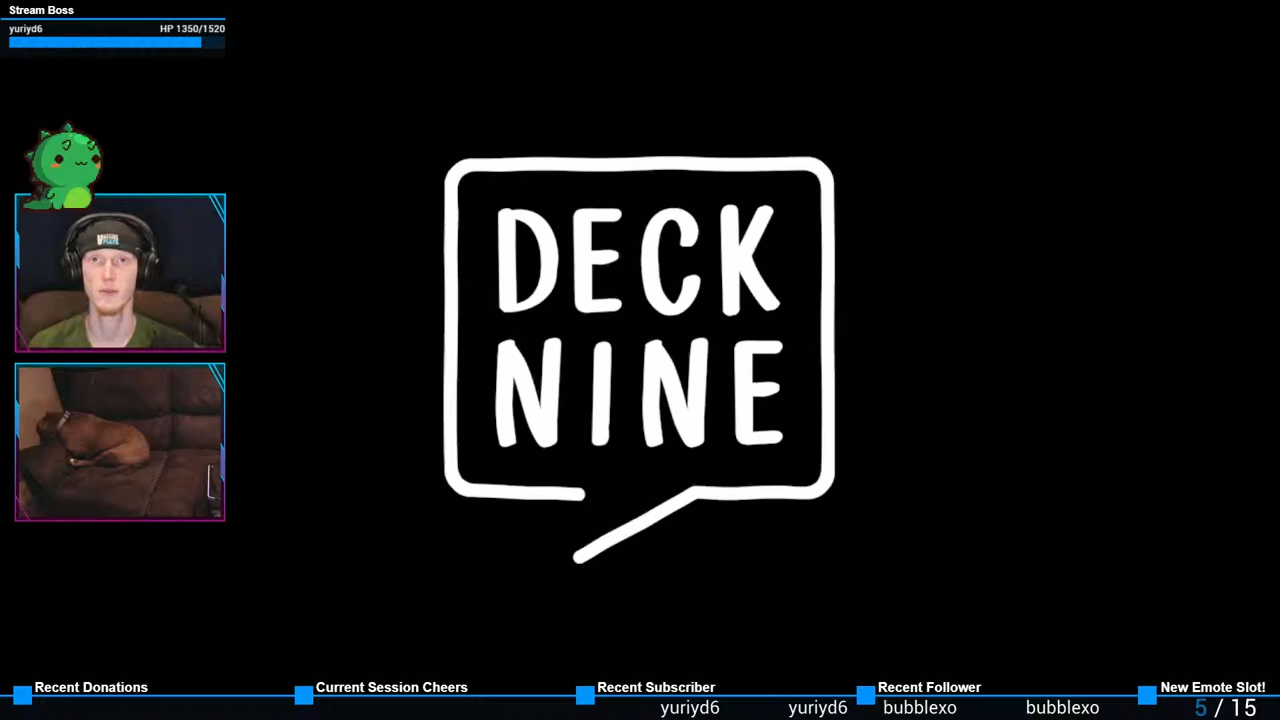 Stream Boss
yuriyd6 HP 1350/1520
DECK
NINE
Recent Donations
Current Session Cheers
Recent Subscriber
yuriyd6 yuriyd6
Recent Follower
bubblexo bubblexo
New Emote Slot!
5 / 15